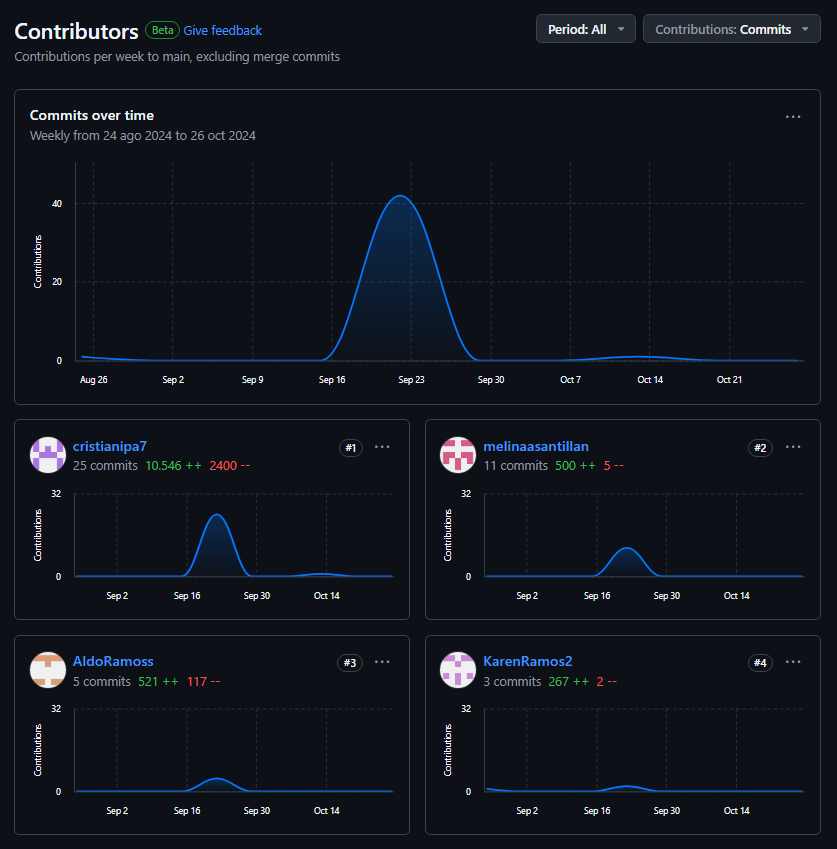 Contributors Beta Give feedback
Period: All
Contributions: Commits
Contributions per week to main, excluding merge commits
Commits over time
Weekly from 24 ago 2024 to 26 oct 2024
Contributions
40
20
0
Aug 26 Sep 2 Sep 9 Sep 16 Sep 23 Sep 30 Oct 7 Oct 14 Oct 21
cristianipa7 #1
25 commits 10.546 ++ 2400 --
Contributions
32
0
Sep 2 Sep 16 Sep 30 Oct 14
melinaasantillan #2
11 commits 500 ++ 5 --
Contributions
32
0
Sep 2 Sep 16 Sep 30 Oct 14
AldoRamoss #3
5 commits 521 ++ 117 --
Contributions
32
0
Sep 2 Sep 16 Sep 30 Oct 14
KarenRamos2 #4
3 commits 267 ++ 2 --
Contributions
32
0
Sep 2 Sep 16 Sep 30 Oct 14